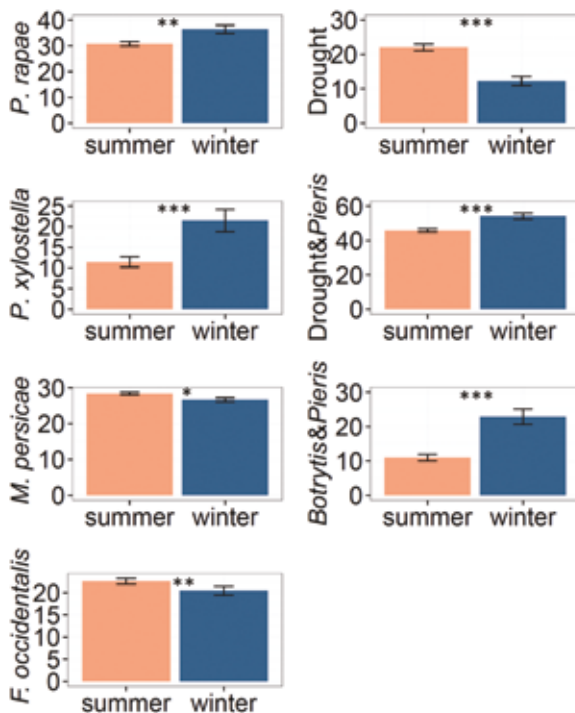 P. rapae
40
30
20
10
0
**
summer winter
Drought
30
20
10
0
***
summer winter
P. xylostella
25
20
15
10
5
0
***
summer winter
Drought&Pieris
60
40
20
0
***
summer winter
M. persicae
30
20
10
0
*
summer winter
Botrytis&Pieris
30
20
10
0
***
summer winter
F. occidentalis
20
15
10
5
0
**
summer winter